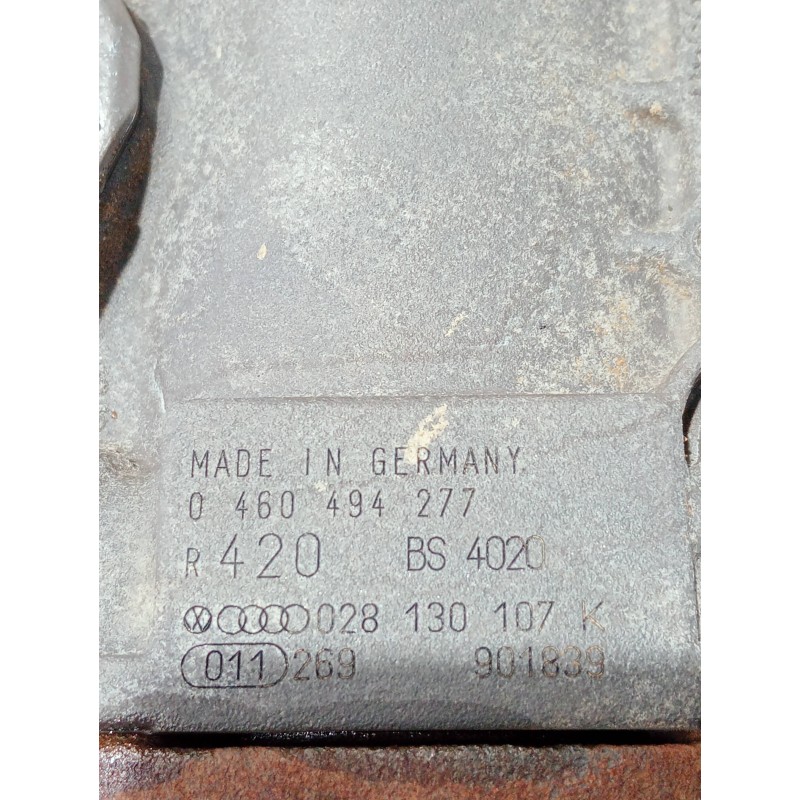 MADE IN GERMANY
0 460 494 277
R 420 BS 4020
028 130 107 K
011 269 901839